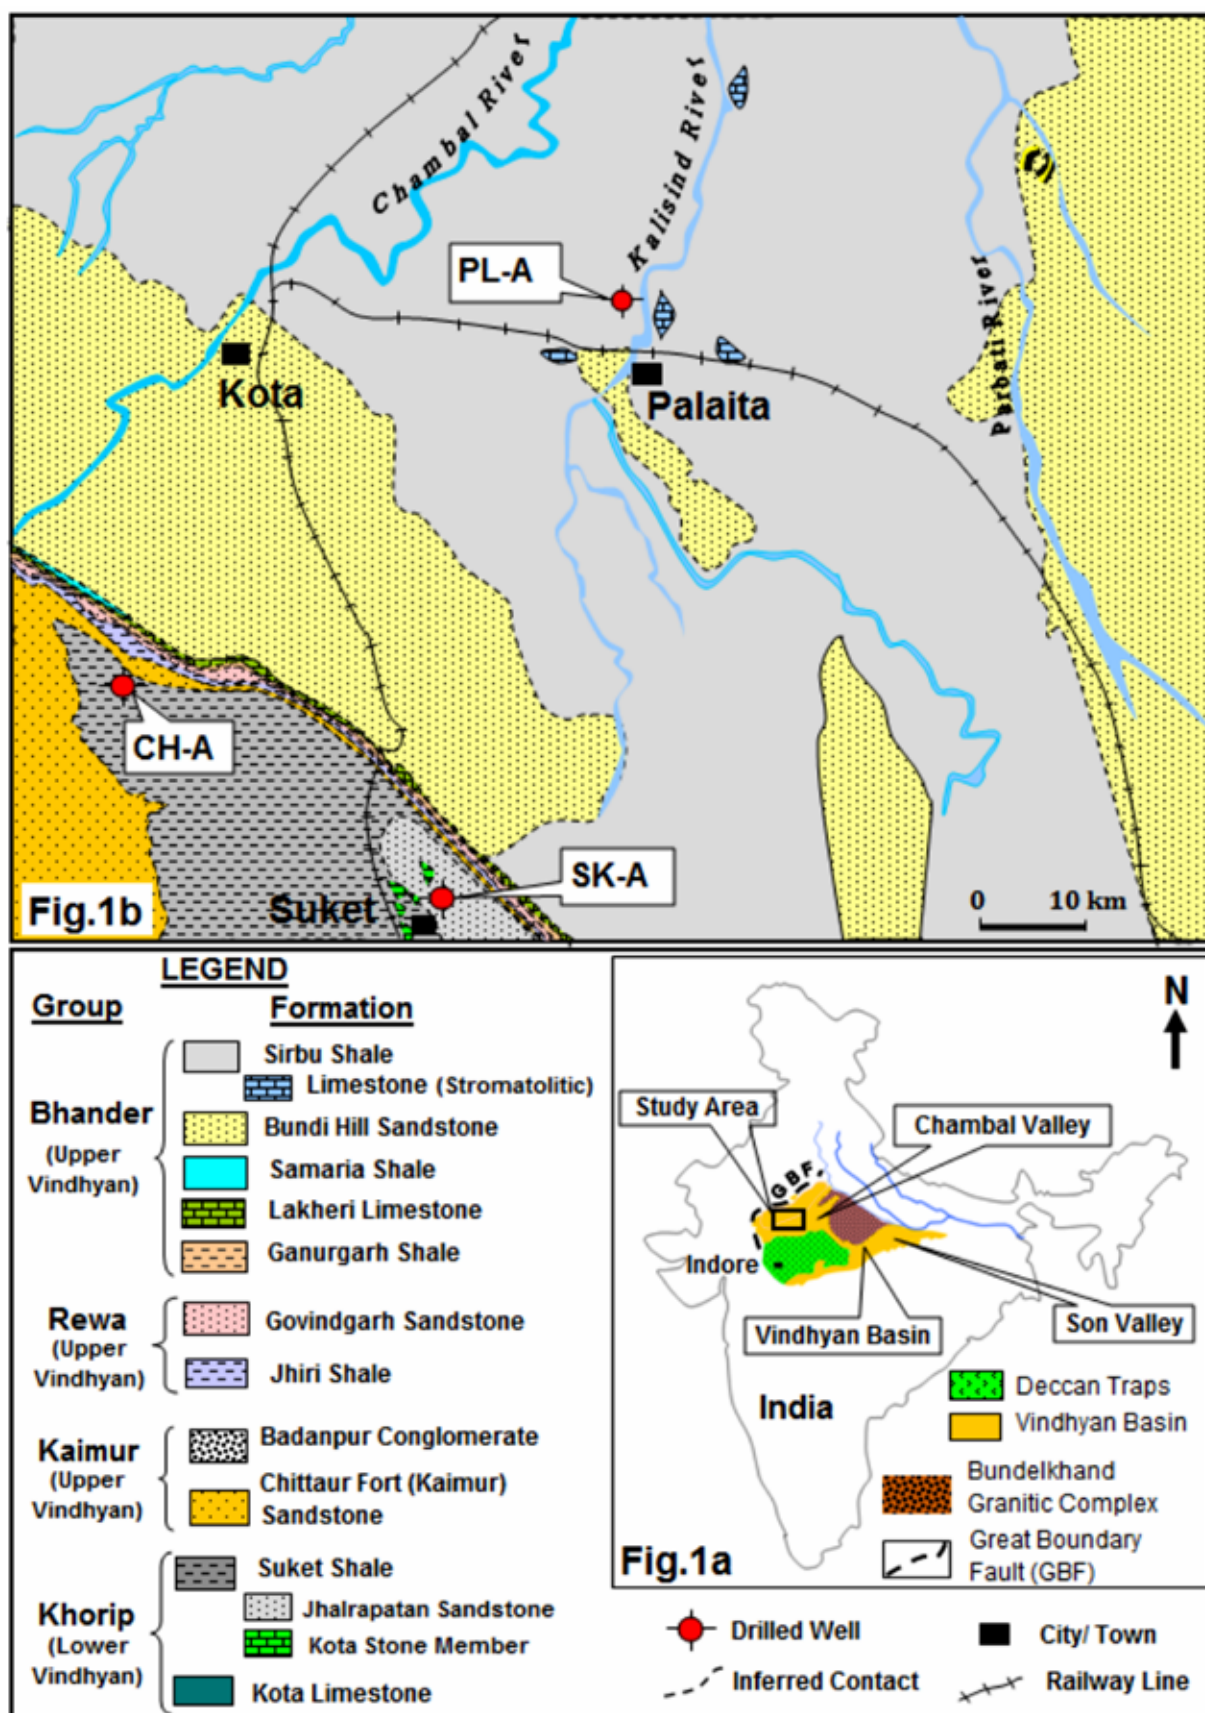 Chambal River
Kalisind River
PL-A
Parbati River
Kota
Palaita
CH-A
SK-A
Fig.1b
Suket
0 10 km
LEGEND
Group
Formation
Sirbu Shale
Limestone (Stromatolitic)
Bhander
(Upper
Vindhyan)
Bundi Hill Sandstone
Samaria Shale
Lakheri Limestone
Ganurgarh Shale
Rewa
(Upper
Vindhyan)
Govindgarh Sandstone
Jhiri Shale
Kaimur
(Upper
Vindhyan)
Badanpur Conglomerate
Chittaur Fort (Kaimur)
Sandstone
Khorip
(Lower
Vindhyan)
Suket Shale
Jhalrapatan Sandstone
Kota Stone Member
Kota Limestone
N
Study Area
Chambal Valley
GBF
Indore
Vindhyan Basin
Son Valley
India
Deccan Traps
Vindhyan Basin
Bundelkhand
Granitic Complex
Great Boundary
Fault (GBF)
Fig.1a
Drilled Well
City/ Town
Inferred Contact
Railway Line